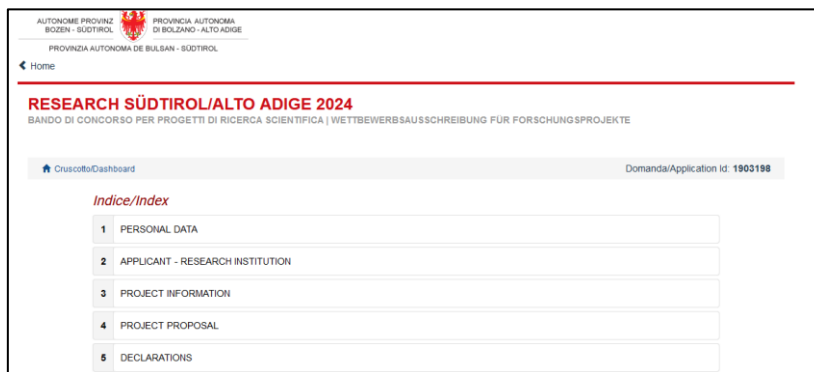 AUTONOME PROVINZ
BOZEN - SÜDTIROL
PROVINCIA AUTONOMA
DI BOLZANO - ALTO ADIGE
PROVINZIA AUTONOMA DE BULSAN - SÜDTIROL
Home
RESEARCH SÜDTIROL/ALTO ADIGE 2024
BANDO DI CONCORSO PER PROGETTI DI RICERCA SCIENTIFICA | WETTBEWERBSAUSSCHREIBUNG FÜR FORSCHUNGSPROJEKTE
Cruscotto/Dashboard Domanda/Application Id: 1903198
Indice/Index
1 PERSONAL DATA
2 APPLICANT - RESEARCH INSTITUTION
3 PROJECT INFORMATION
4 PROJECT PROPOSAL
5 DECLARATIONS